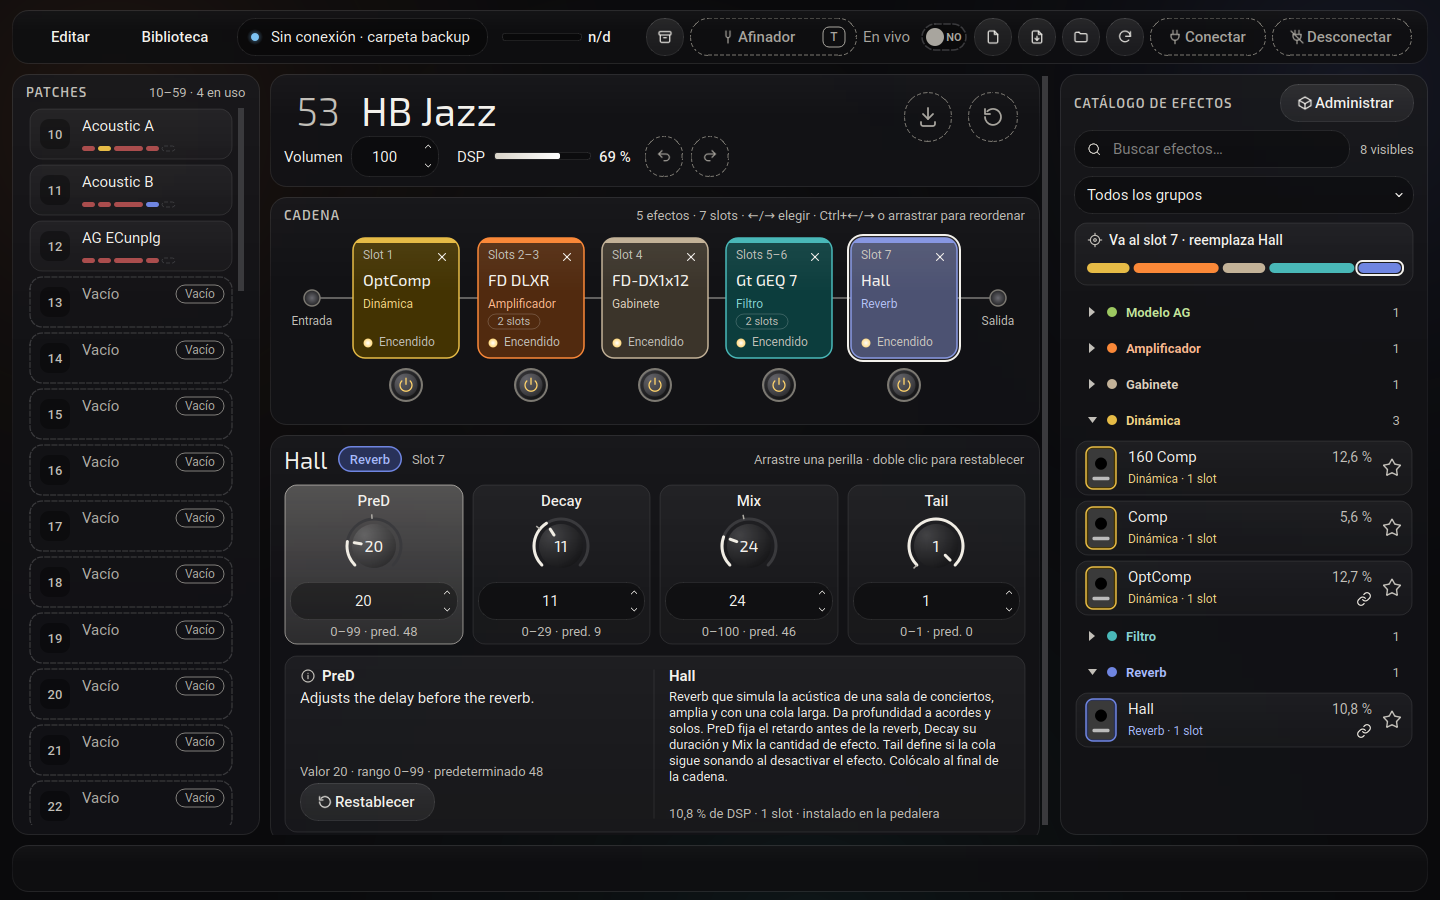 Editar
Biblioteca
Sin conexión · carpeta backup
n/d
Afinador
T
En vivo
NO
Conectar
Desconectar
PATCHES
10–59 · 4 en uso
10
Acoustic A
11
Acoustic B
12
AG ECunplg
13
Vacío
Vacío
14
Vacío
Vacío
15
Vacío
Vacío
16
Vacío
Vacío
17
Vacío
Vacío
18
Vacío
Vacío
19
Vacío
Vacío
20
Vacío
Vacío
21
Vacío
Vacío
22
Vacío
Vacío
53 HB Jazz
Volumen
100
DSP
69 %
CADENA
5 efectos · 7 slots · ←/→ elegir · Ctrl+←/→ o arrastrar para reordenar
Entrada
Slot 1
OptComp
Dinámica
Encendido
Slots 2–3
FD DLXR
Amplificador
2 slots
Encendido
Slot 4
FD-DX1x12
Gabinete
Encendido
Slots 5–6
Gt GEQ 7
Filtro
2 slots
Encendido
Slot 7
Hall
Reverb
Encendido
Salida
Hall
Reverb
Slot 7
Arrastre una perilla · doble clic para restablecer
PreD
20
20
0–99 · pred. 48
Decay
11
11
0–29 · pred. 9
Mix
24
24
0–100 · pred. 46
Tail
1
1
0–1 · pred. 0
PreD
Adjusts the delay before the reverb.
Valor 20 · rango 0–99 · predeterminado 48
Restablecer
Hall
Reverb que simula la acústica de una sala de conciertos,
amplia y con una cola larga. Da profundidad a acordes y
solos. PreD fija el retardo antes de la reverb, Decay su
duración y Mix la cantidad de efecto. Tail define si la cola
sigue sonando al desactivar el efecto. Colócalo al final de
la cadena.
10,8 % de DSP · 1 slot · instalado en la pedalera
CATÁLOGO DE EFECTOS
Administrar
Buscar efectos…
8 visibles
Todos los grupos
Va al slot 7 · reemplaza Hall
Modelo AG
1
Amplificador
1
Gabinete
1
Dinámica
3
160 Comp
12,6 %
Dinámica · 1 slot
Comp
5,6 %
Dinámica · 1 slot
OptComp
12,7 %
Dinámica · 1 slot
Filtro
1
Reverb
1
Hall
10,8 %
Reverb · 1 slot